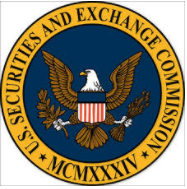 U.S. SECURITIES AND EXCHANGE COMMISSION
MCMXXXIV